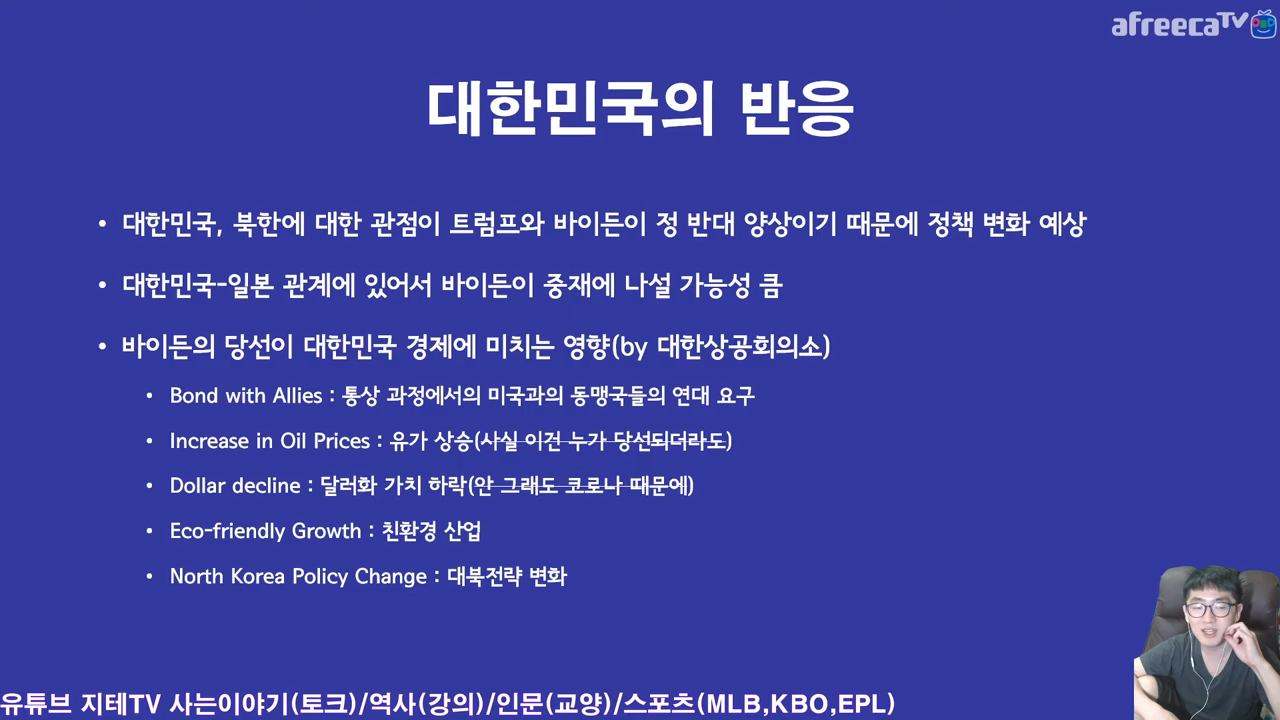 afreecaTV
대한민국의 반응
• 대한민국, 북한에 대한 관점이 트럼프와 바이든이 정 반대 양상이기 때문에 정책 변화 예상
• 대한민국-일본 관계에 있어서 바이든이 중재에 나설 가능성 큼
• 바이든의 당선이 대한민국 경제에 미치는 영향(by 대한상공회의소)
• Bond with Allies : 통상 과정에서의 미국과의 동맹국들의 연대 요구
• Increase in Oil Prices : 유가 상승(사실 이건 누가 당선되더라도)
• Dollar decline : 달러화 가치 하락(안 그래도 코로나 때문에)
• Eco-friendly Growth : 친환경 산업
• North Korea Policy Change : 대북전략 변화
유튜브 지테TV 사는이야기(토크)/역사(강의)/인문(교양)/스포츠(MLB,KBO,EPL)